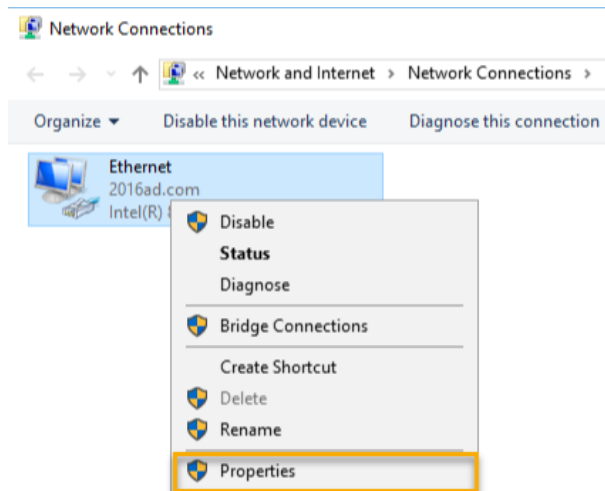 Network Connections
« Network and Internet > Network Connections >
Organize Disable this network device Diagnose this connection
Ethernet
2016ad.com
Intel(R)
Disable
Status
Diagnose
Bridge Connections
Create Shortcut
Delete
Rename
Properties